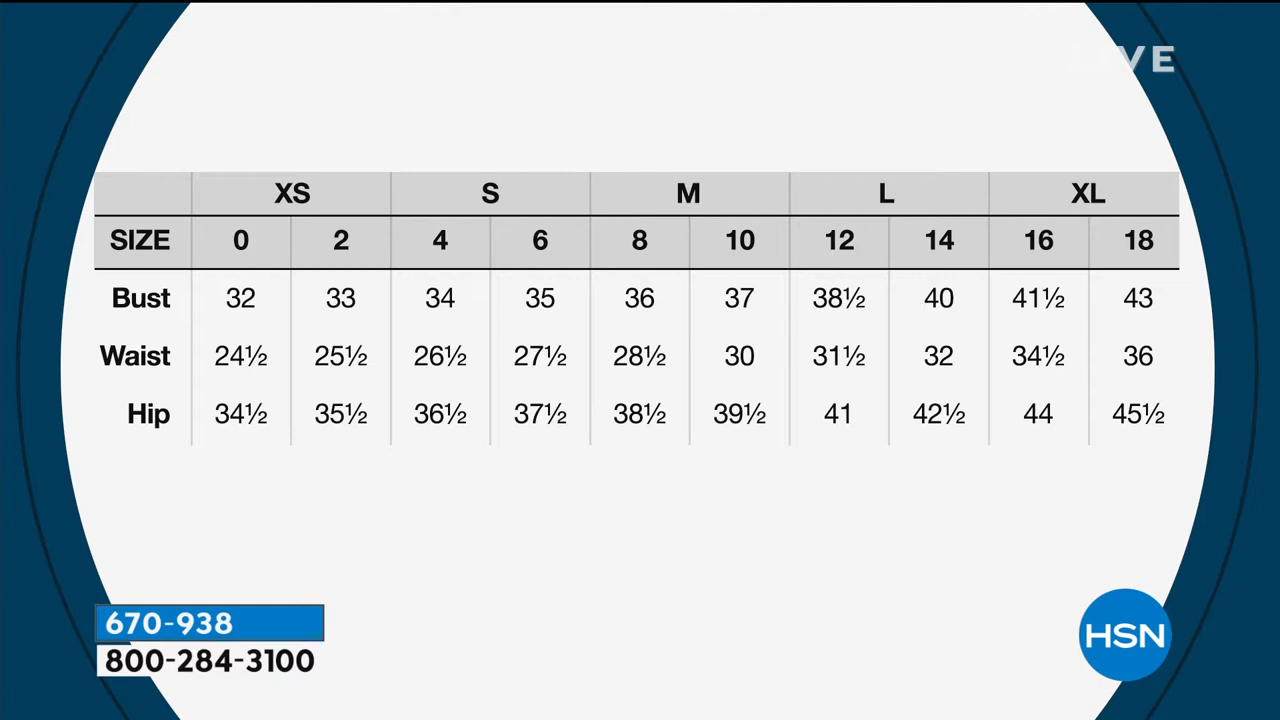 XS S M L XL
SIZE 0 2 4 6 8 10 12 14 16 18
Bust 32 33 34 35 36 37 38½ 40 41½ 43
Waist 24½ 25½ 26½ 27½ 28½ 30 31½ 32 34½ 36
Hip 34½ 35½ 36½ 37½ 38½ 39½ 41 42½ 44 45½
670-938
800-284-3100
HSN